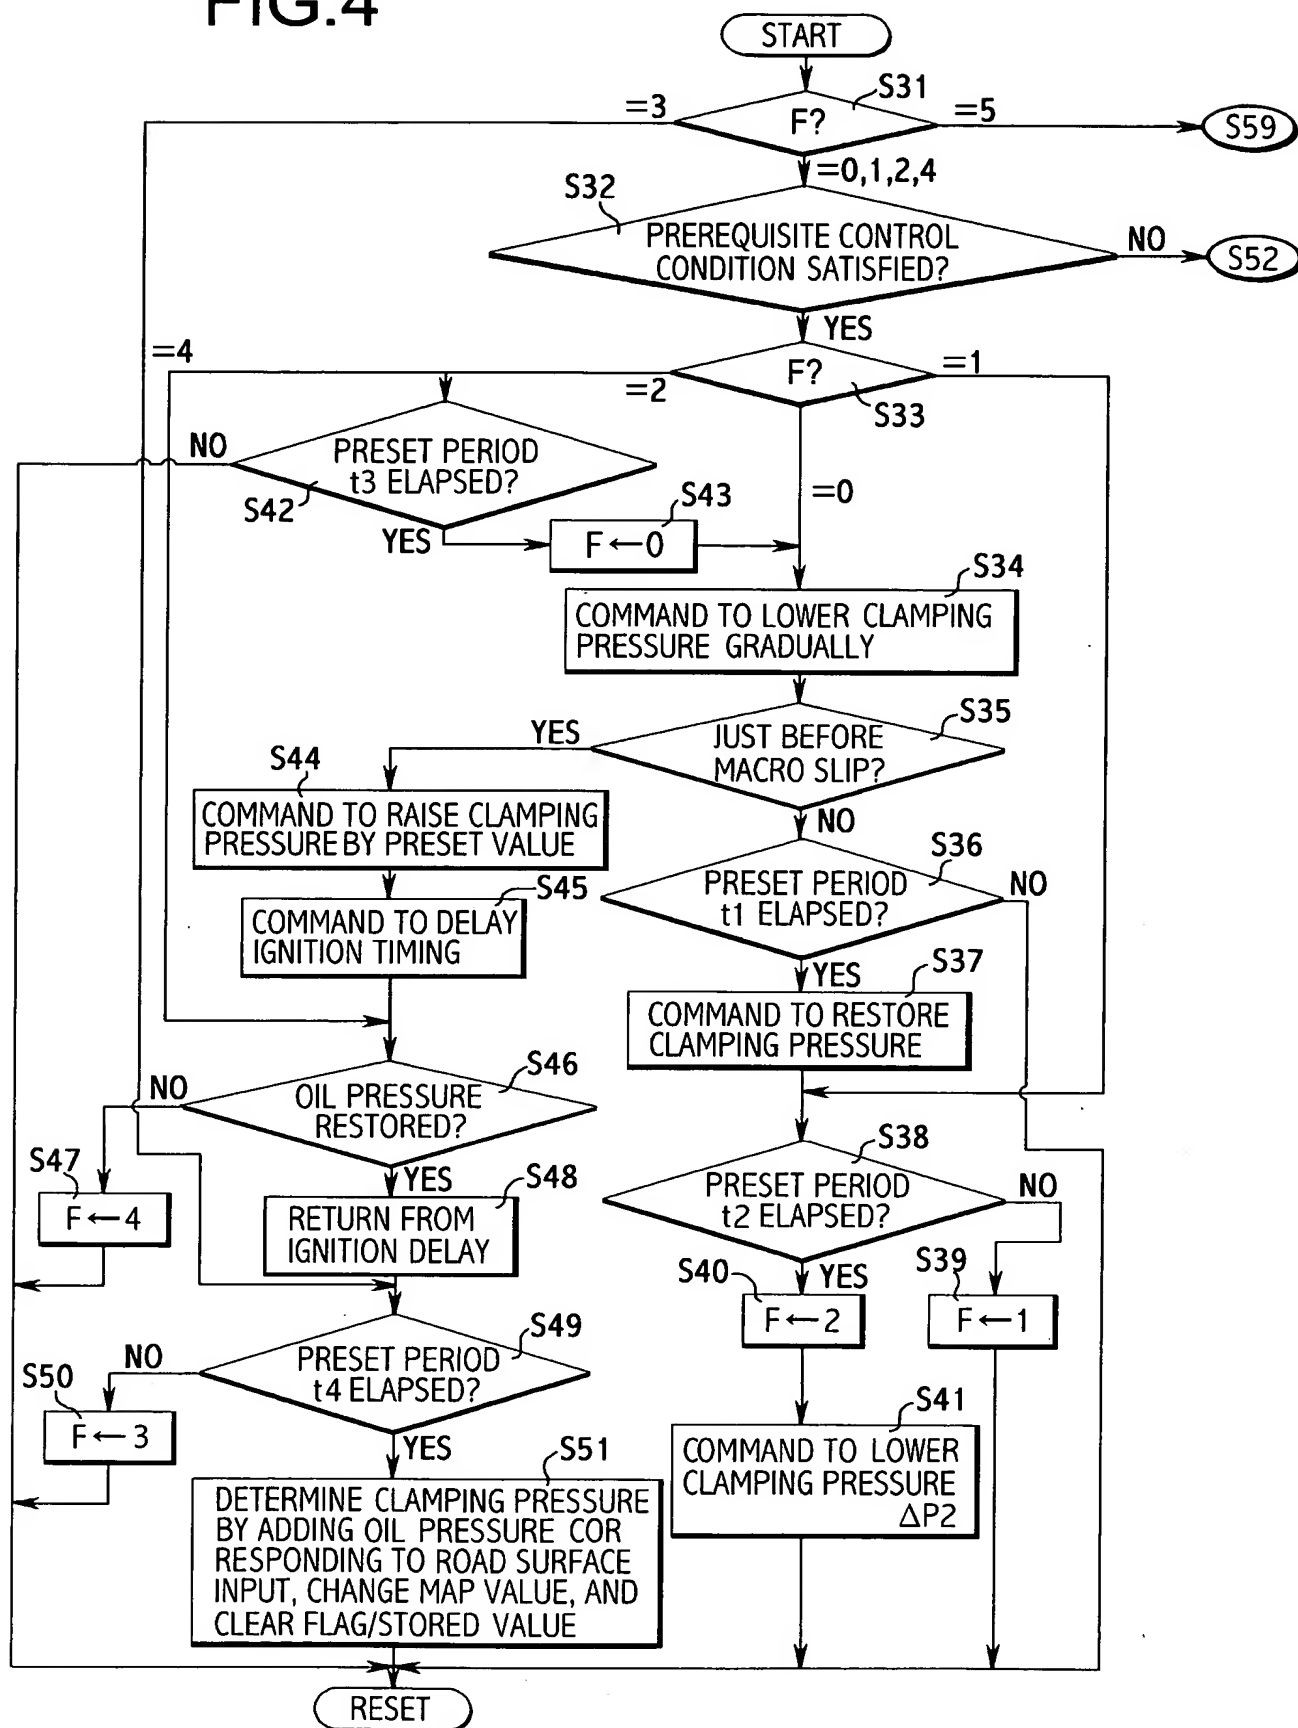 FIG.4
START
S31
=3
F?
=5
S59
=0,1,2,4
S32
PREREQUISITE CONTROL
CONDITION SATISFIED?
NO
S52
YES
=4
F?
=1
=2
S33
NO
PRESET PERIOD
t3 ELAPSED?
S42
YES
S43
F←0
=0
S34
COMMAND TO LOWER CLAMPING
PRESSURE GRADUALLY
S35
YES
JUST BEFORE
MACRO SLIP?
NO
S44
COMMAND TO RAISE CLAMPING
PRESSURE BY PRESET VALUE
S36
PRESET PERIOD
t1 ELAPSED?
NO
YES
S45
COMMAND TO DELAY
IGNITION TIMING
S37
COMMAND TO RESTORE
CLAMPING PRESSURE
S46
NO
OIL PRESSURE
RESTORED?
YES
S38
PRESET PERIOD
t2 ELAPSED?
NO
YES
S47
F←4
S48
RETURN FROM
IGNITION DELAY
S40
F←2
S39
F←1
S49
NO
PRESET PERIOD
t4 ELAPSED?
YES
S50
F←3
S41
COMMAND TO LOWER
CLAMPING PRESSURE
ΔP2
S51
DETERMINE CLAMPING PRESSURE
BY ADDING OIL PRESSURE COR
RESPONDING TO ROAD SURFACE
INPUT, CHANGE MAP VALUE, AND
CLEAR FLAG/STORED VALUE
RESET